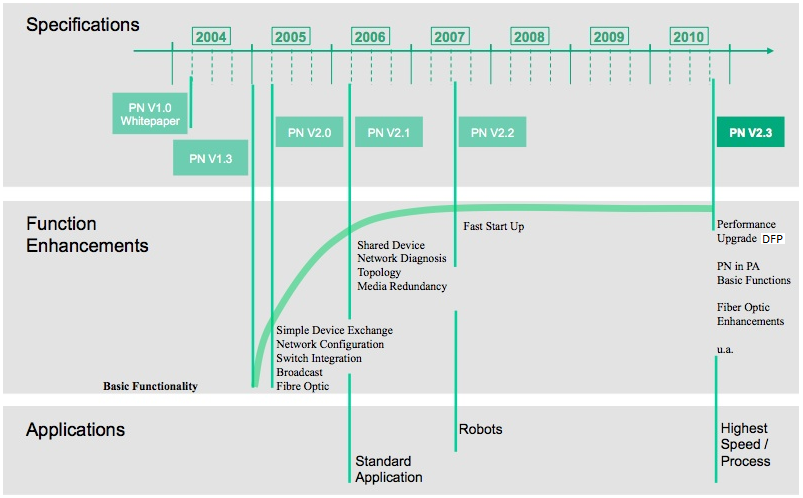 Specifications
2004 2005 2006 2007 2008 2009 2010
PN V1.0
Whitepaper
PN V1.3
PN V2.0
PN V2.1
PN V2.2
PN V2.3
Function
Enhancements
Basic Functionality
Simple Device Exchange
Network Configuration
Switch Integration
Broadcast
Fibre Optic
Shared Device
Network Diagnosis
Topology
Media Redundancy
Fast Start Up
Performance
Upgrade DFP
PN in PA
Basic Functions
Fiber Optic
Enhancements
u.a.
Applications
Standard
Application
Robots
Highest
Speed /
Process